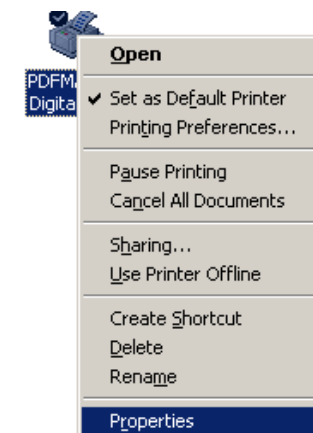 Open
PDFM
Digita
Set as Default Printer
Printing Preferences...
Pause Printing
Cancel All Documents
Sharing...
Use Printer Offline
Create Shortcut
Delete
Rename
Properties